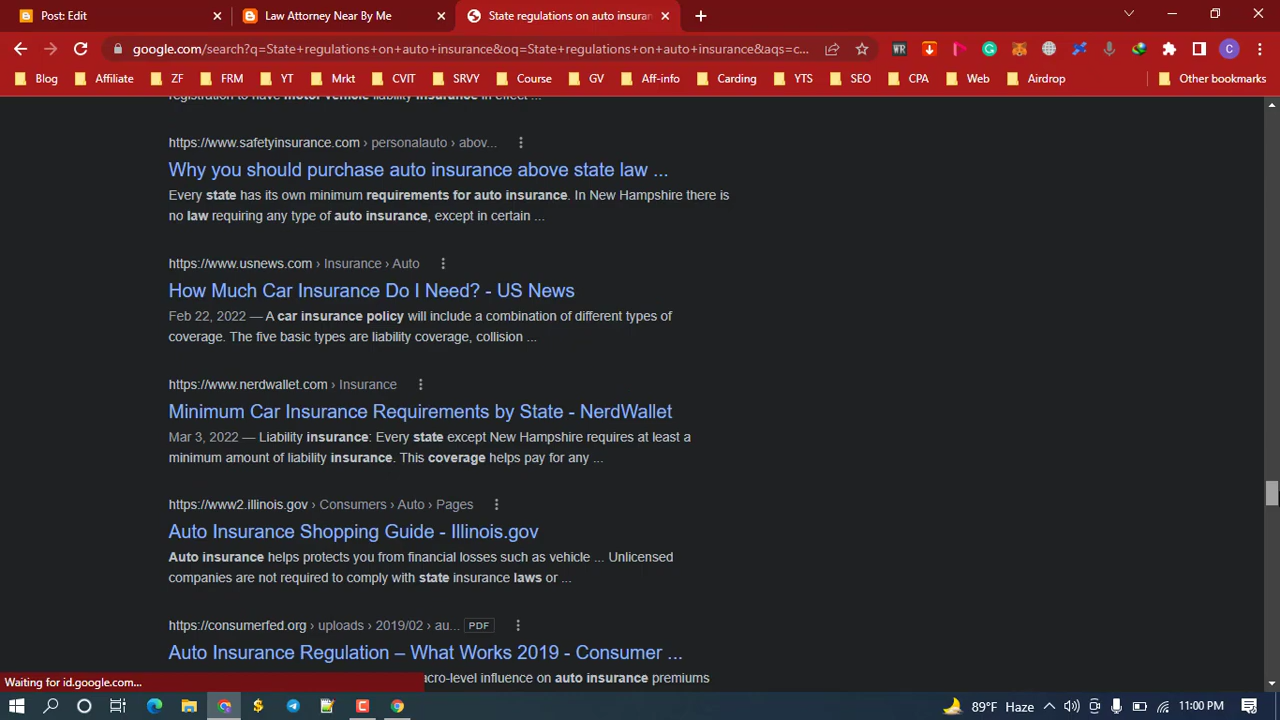 Post: Edit
Law Attorney Near By Me
State regulations on auto insuran
google.com/search?q=State+regulations+on+auto+insurance&oq=State+regulations+on+auto+insurance&aqs=c...
Blog Affiliate ZF FRM YT Mrkt CVIT SRVY Course GV Aff-info Carding YTS SEO CPA Web Airdrop Other bookmarks
registration to have motor vehicle liability insurance in effect ...
https://www.safetyinsurance.com › personalauto › abov...
Why you should purchase auto insurance above state law ...
Every state has its own minimum requirements for auto insurance. In New Hampshire there is
no law requiring any type of auto insurance, except in certain ...
https://www.usnews.com › Insurance › Auto
How Much Car Insurance Do I Need? - US News
Feb 22, 2022 — A car insurance policy will include a combination of different types of
coverage. The five basic types are liability coverage, collision ...
https://www.nerdwallet.com › Insurance
Minimum Car Insurance Requirements by State - NerdWallet
Mar 3, 2022 — Liability insurance: Every state except New Hampshire requires at least a
minimum amount of liability insurance. This coverage helps pay for any ...
https://www2.illinois.gov › Consumers › Auto › Pages
Auto Insurance Shopping Guide - Illinois.gov
Auto insurance helps protects you from financial losses such as vehicle ... Unlicensed
companies are not required to comply with state insurance laws or ...
https://consumerfed.org › uploads › 2019/02 › au... PDF
Auto Insurance Regulation – What Works 2019 - Consumer ...
acro-level influence on auto insurance premiums
Waiting for id.google.com...
89°F Haze 11:00 PM